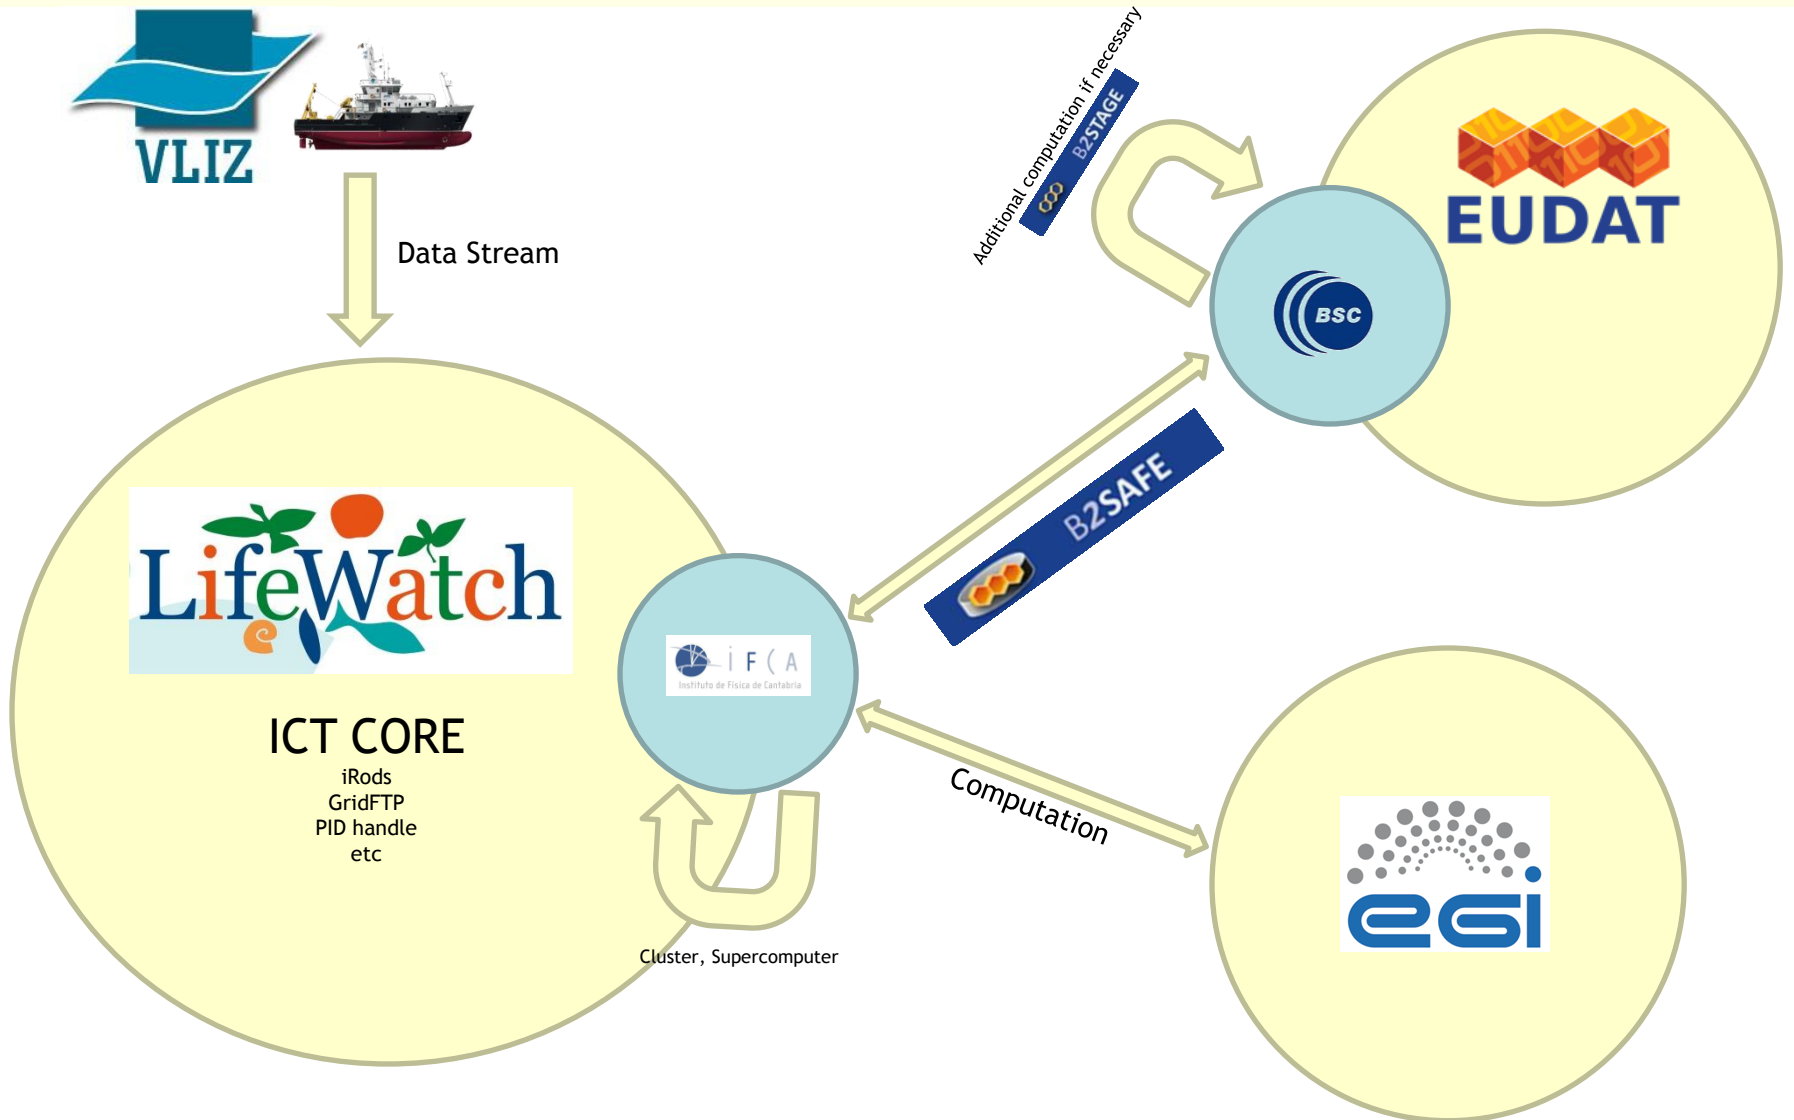 VLIZ
Data Stream
Additional computation if necessary
B2STAGE
EUDAT
BSC
B2SAFE
LifeWatch
ICT CORE
iRods
GridFTP
PID handle
etc
iFCA
Instituto de Física de Cantabria
Computation
Cluster, Supercomputer
egi